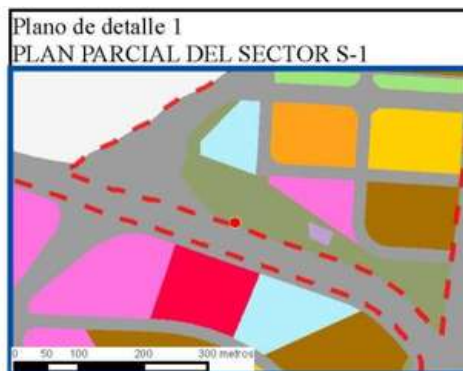 Plano de detalle 1
PLAN PARCIAL DEL SECTOR S-1
0 50 100 200 300 metros